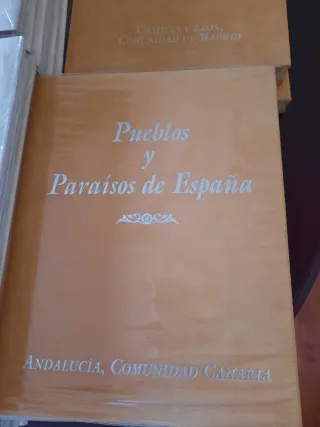 CASTILLA Y LEÓN,
COMUNIDAD DE MADRID
Pueblos
y
Paraísos de España
ANDALUCÍA, COMUNIDAD CANARIA